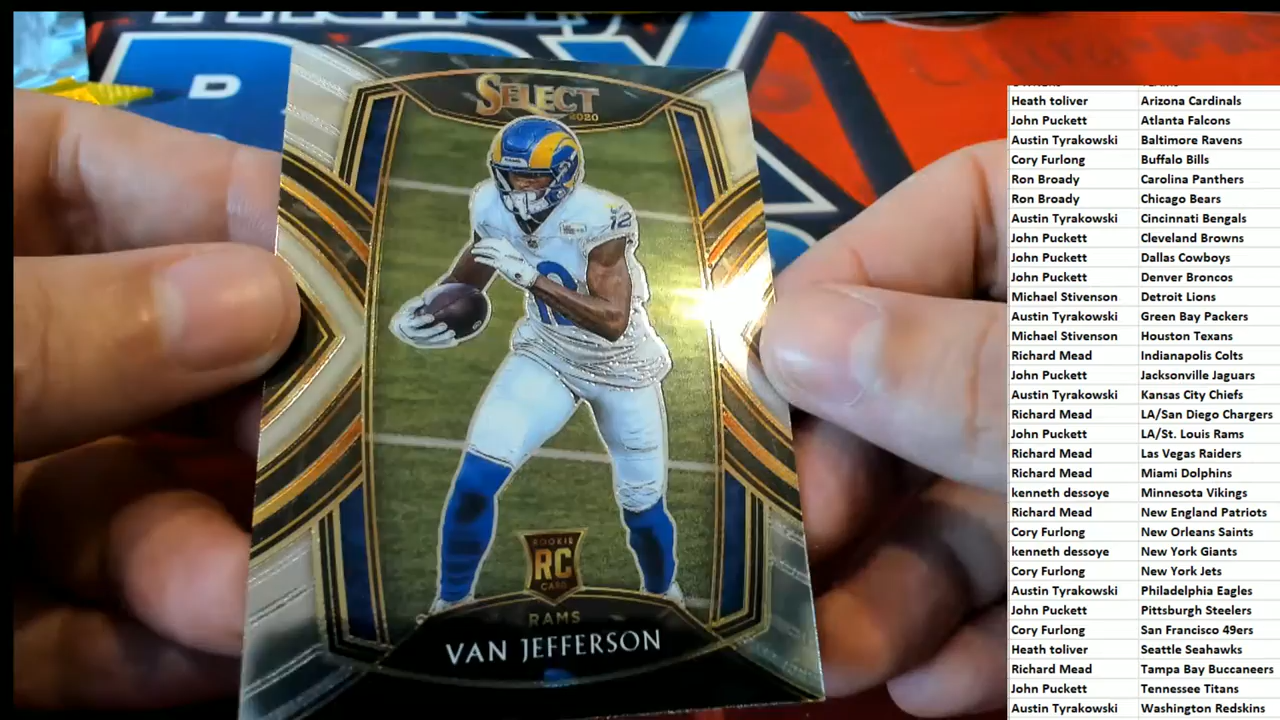 SELECT
2020
12
12
ROOKIE
RC
CARD
RAMS
VAN JEFFERSON
Heath toliver Arizona Cardinals
John Puckett Atlanta Falcons
Austin Tyrakowski Baltimore Ravens
Cory Furlong Buffalo Bills
Ron Broady Carolina Panthers
Ron Broady Chicago Bears
Austin Tyrakowski Cincinnati Bengals
John Puckett Cleveland Browns
John Puckett Dallas Cowboys
John Puckett Denver Broncos
Michael Stivenson Detroit Lions
Austin Tyrakowski Green Bay Packers
Michael Stivenson Houston Texans
Richard Mead Indianapolis Colts
John Puckett Jacksonville Jaguars
Austin Tyrakowski Kansas City Chiefs
Richard Mead LA/San Diego Chargers
John Puckett LA/St. Louis Rams
Richard Mead Las Vegas Raiders
Richard Mead Miami Dolphins
kenneth dessoye Minnesota Vikings
Richard Mead New England Patriots
Cory Furlong New Orleans Saints
kenneth dessoye New York Giants
Cory Furlong New York Jets
Austin Tyrakowski Philadelphia Eagles
John Puckett Pittsburgh Steelers
Cory Furlong San Francisco 49ers
Heath toliver Seattle Seahawks
Richard Mead Tampa Bay Buccaneers
John Puckett Tennessee Titans
Austin Tyrakowski Washington Redskins